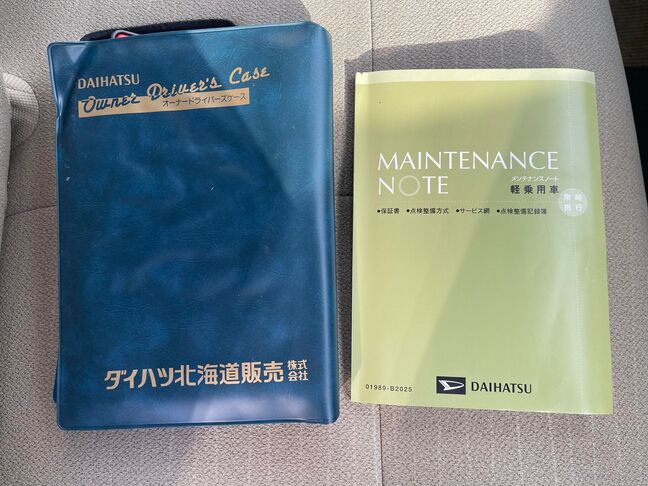 DAIHATSU
Owner Driver's Case
オーナードライバーズケース
ダイハツ北海道販売株式会社
MAINTENANCE
NOTE
メンテナンスノート
軽乗用車
常時
携行
●保証書 ●点検整備方式 ●サービス網 ●点検整備記録簿
01989-B2025
DAIHATSU